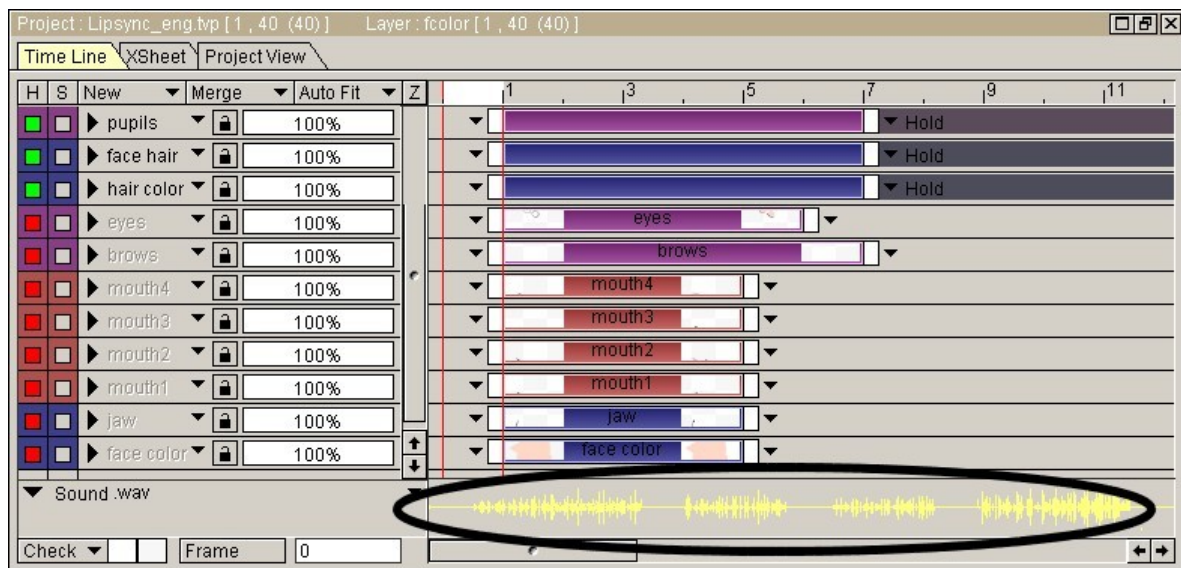 Project : Lipsync_eng.tvp [ 1 , 40  (40) ]      Layer : fcolor [ 1 , 40  (40) ]
Time Line XSheet Project View
H S New Merge Auto Fit Z 1 3 5 7 9 11
pupils 100% Hold
face hair 100% Hold
hair color 100% Hold
eyes 100% eyes
brows 100% brows
mouth4 100% mouth4
mouth3 100% mouth3
mouth2 100% mouth2
mouth1 100% mouth1
jaw 100% jaw
face color 100% face color
Sound .wav
Check Frame 0